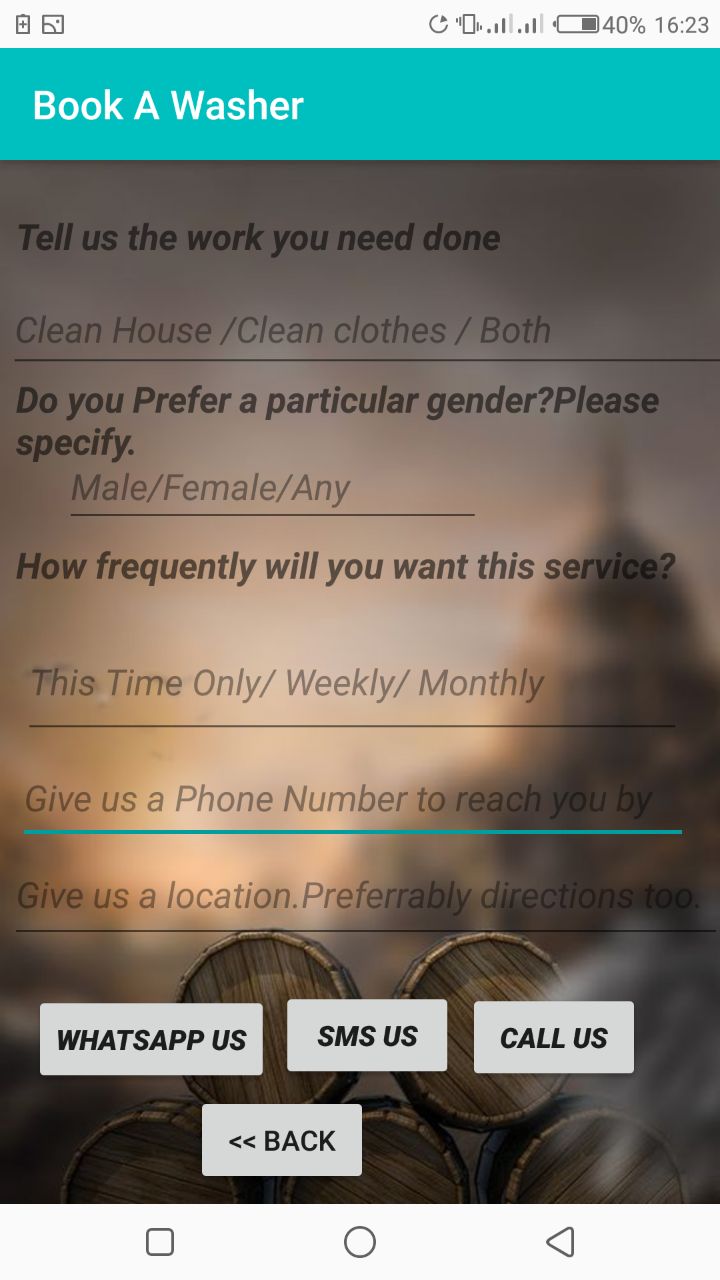 40% 16:23
Book A Washer
Tell us the work you need done
Clean House /Clean clothes / Both
Do you Prefer a particular gender?Please
specify.
Male/Female/Any
How frequently will you want this service?
This Time Only/ Weekly/ Monthly
Give us a Phone Number to reach you by
Give us a location.Preferrably directions too.
WHATSAPP US SMS US CALL US
<< BACK